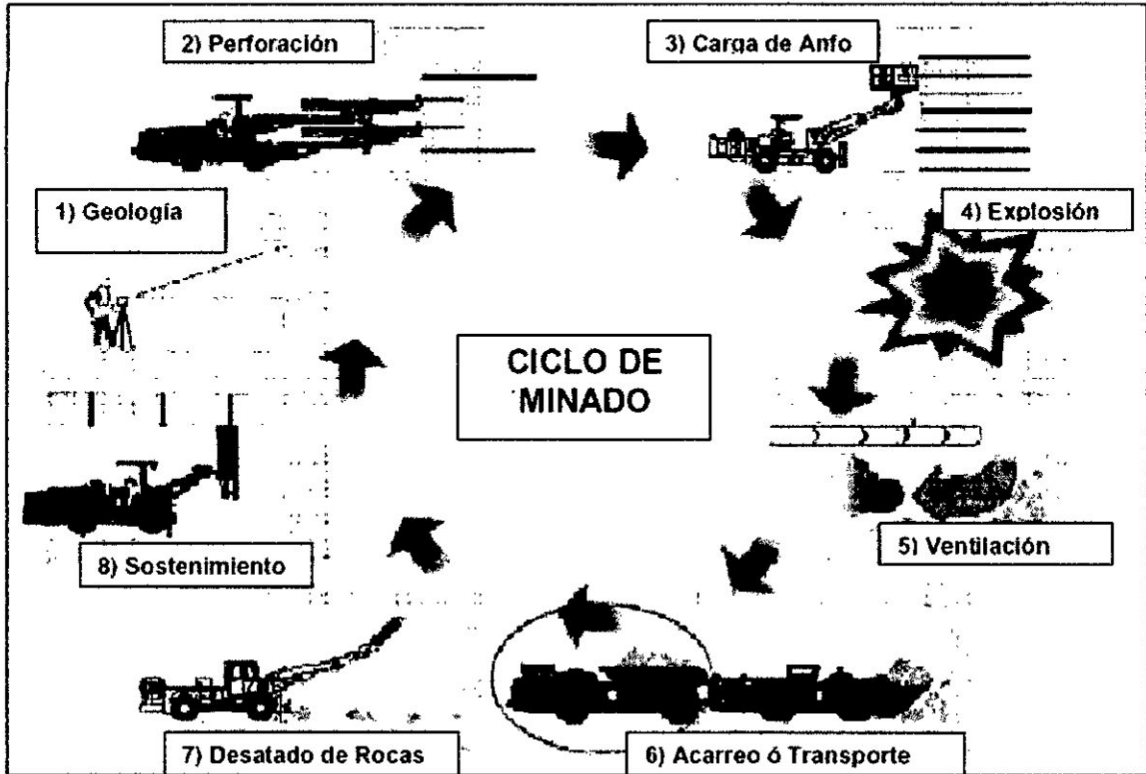 2) Perforación
3) Carga de Anfo
1) Geología
4) Explosión
CICLO DE
MINADO
5) Ventilación
8) Sostenimiento
7) Desatado de Rocas
6) Acarreo ó Transporte